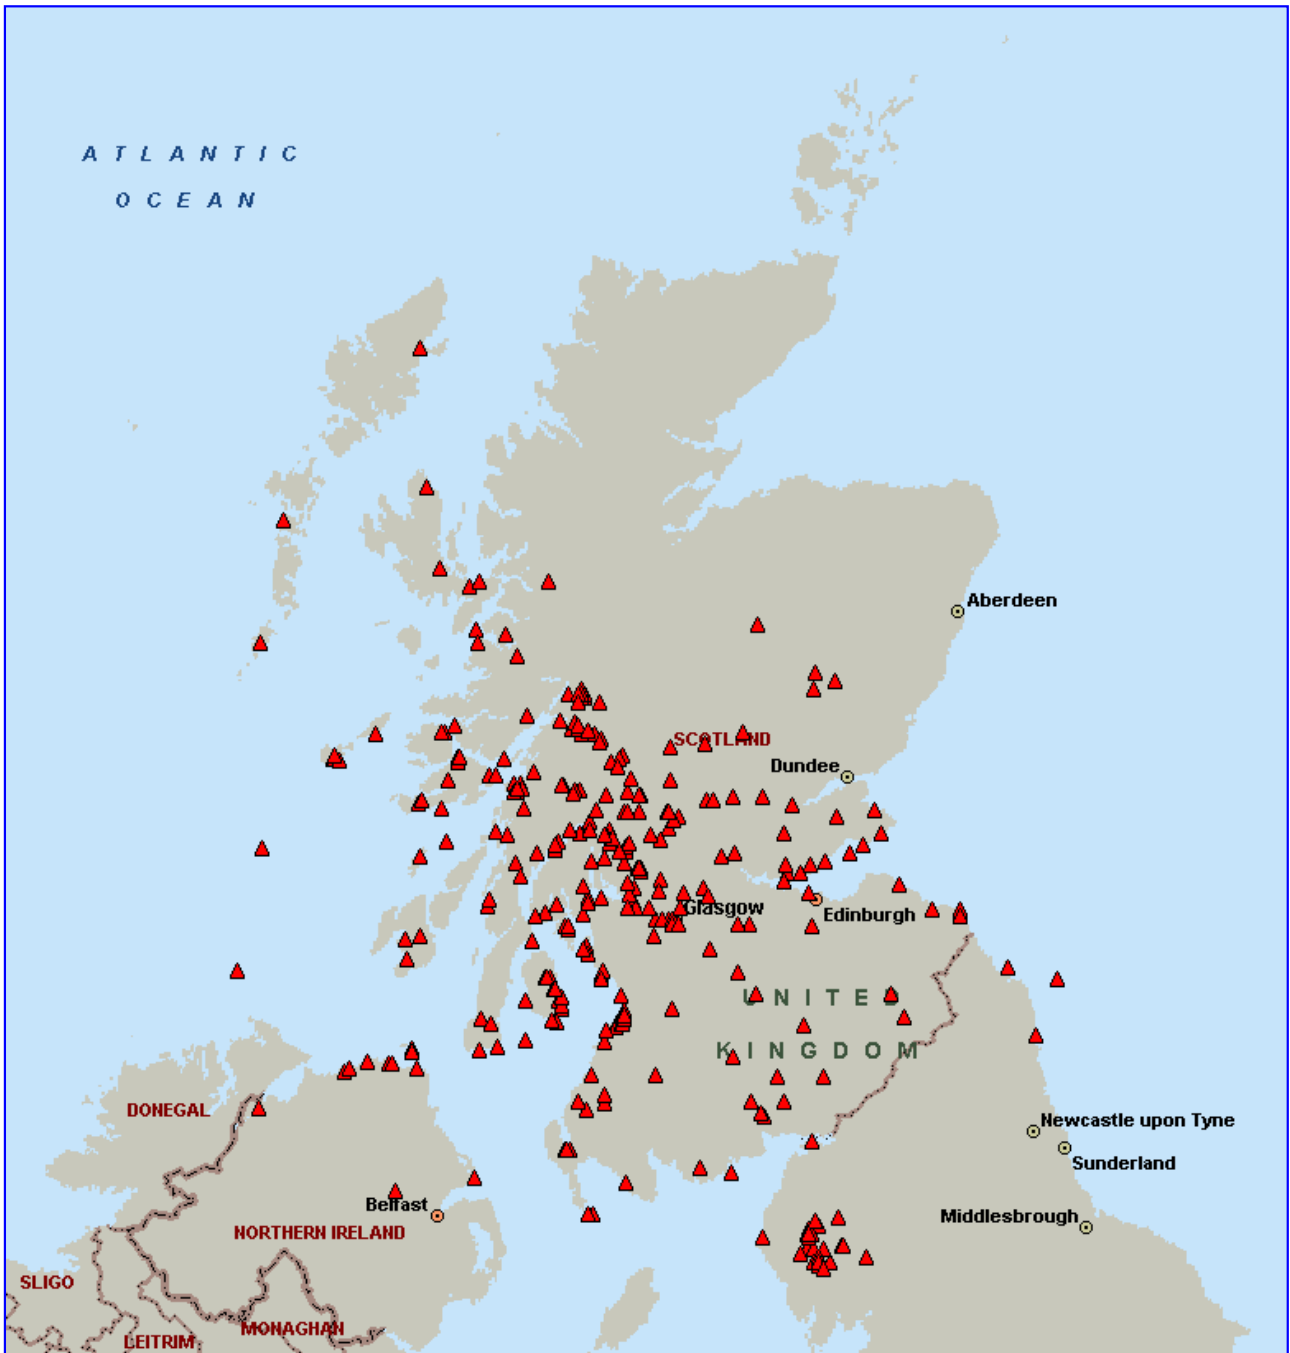 ATLANTIC
OCEAN
Aberdeen
SCOTLAND
Dundee
Glasgow
Edinburgh
UNITED
KINGDOM
DONEGAL
Newcastle upon Tyne
Sunderland
Belfast
Middlesbrough
NORTHERN IRELAND
SLIGO
MONAGHAN
LEITRIM